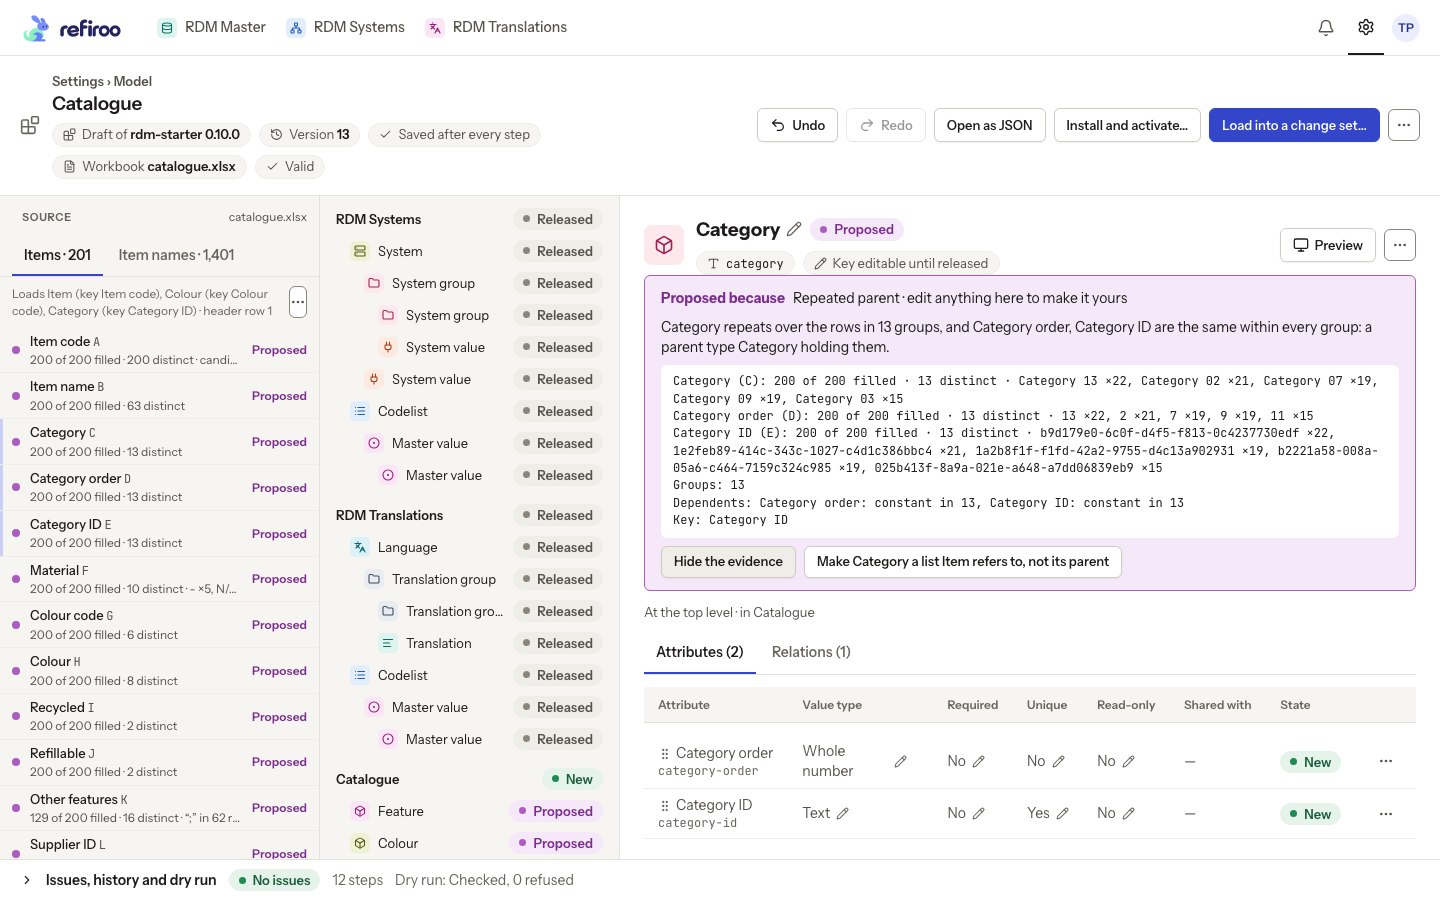 refiroo
RDM Master
RDM Systems
RDM Translations
TP
Settings › Model
Catalogue
Draft of rdm-starter 0.10.0
Version 13
Saved after every step
Workbook catalogue.xlsx
Valid
Undo
Redo
Open as JSON
Install and activate…
Load into a change set…
SOURCE
catalogue.xlsx
Items · 201
Item names · 1,401
Loads Item (key Item code), Colour (key Colour
code), Category (key Category ID) · header row 1
Item code A
200 of 200 filled · 200 distinct · candi…
Proposed
Item name B
200 of 200 filled · 63 distinct
Proposed
Category C
200 of 200 filled · 13 distinct
Proposed
Category order D
200 of 200 filled · 13 distinct
Proposed
Category ID E
200 of 200 filled · 13 distinct
Proposed
Material F
200 of 200 filled · 10 distinct · - ×5, N/…
Proposed
Colour code G
200 of 200 filled · 6 distinct
Proposed
Colour H
200 of 200 filled · 8 distinct
Proposed
Recycled I
200 of 200 filled · 2 distinct
Proposed
Refillable J
200 of 200 filled · 2 distinct
Proposed
Other features K
129 of 200 filled · 16 distinct · “;” in 62 r…
Proposed
Supplier ID L
Proposed
RDM Systems
Released
System
Released
System group
Released
System group
Released
System value
Released
System value
Released
Codelist
Released
Master value
Released
Master value
Released
RDM Translations
Released
Language
Released
Translation group
Released
Translation gro…
Released
Translation
Released
Codelist
Released
Master value
Released
Master value
Released
Catalogue
New
Feature
Proposed
Colour
Proposed
Category
Proposed
category
Key editable until released
Preview
Proposed because Repeated parent · edit anything here to make it yours
Category repeats over the rows in 13 groups, and Category order, Category ID are the same within every group: a
parent type Category holding them.
Category (C): 200 of 200 filled · 13 distinct · Category 13 ×22, Category 02 ×21, Category 07 ×19,
Category 09 ×19, Category 03 ×15
Category order (D): 200 of 200 filled · 13 distinct · 13 ×22, 2 ×21, 7 ×19, 9 ×19, 11 ×15
Category ID (E): 200 of 200 filled · 13 distinct · b9d179e0-6c0f-d4f5-f813-0c4237730edf ×22,
1e2feb89-414c-343c-1027-c4d1c386bbc4 ×21, 1a2b8f1f-f1fd-42a2-9755-d4c13a902931 ×19, b2221a58-008a-
05a6-c464-7159c324c985 ×19, 025b413f-8a9a-021e-a648-a7dd06839eb9 ×15
Groups: 13
Dependents: Category order: constant in 13, Category ID: constant in 13
Key: Category ID
Hide the evidence
Make Category a list Item refers to, not its parent
At the top level · in Catalogue
Attributes (2)
Relations (1)
Attribute
Value type
Required
Unique
Read-only
Shared with
State
Category order
category-order
Whole
number
No
No
No
—
New
Category ID
category-id
Text
No
Yes
No
—
New
Issues, history and dry run
No issues
12 steps
Dry run: Checked, 0 refused